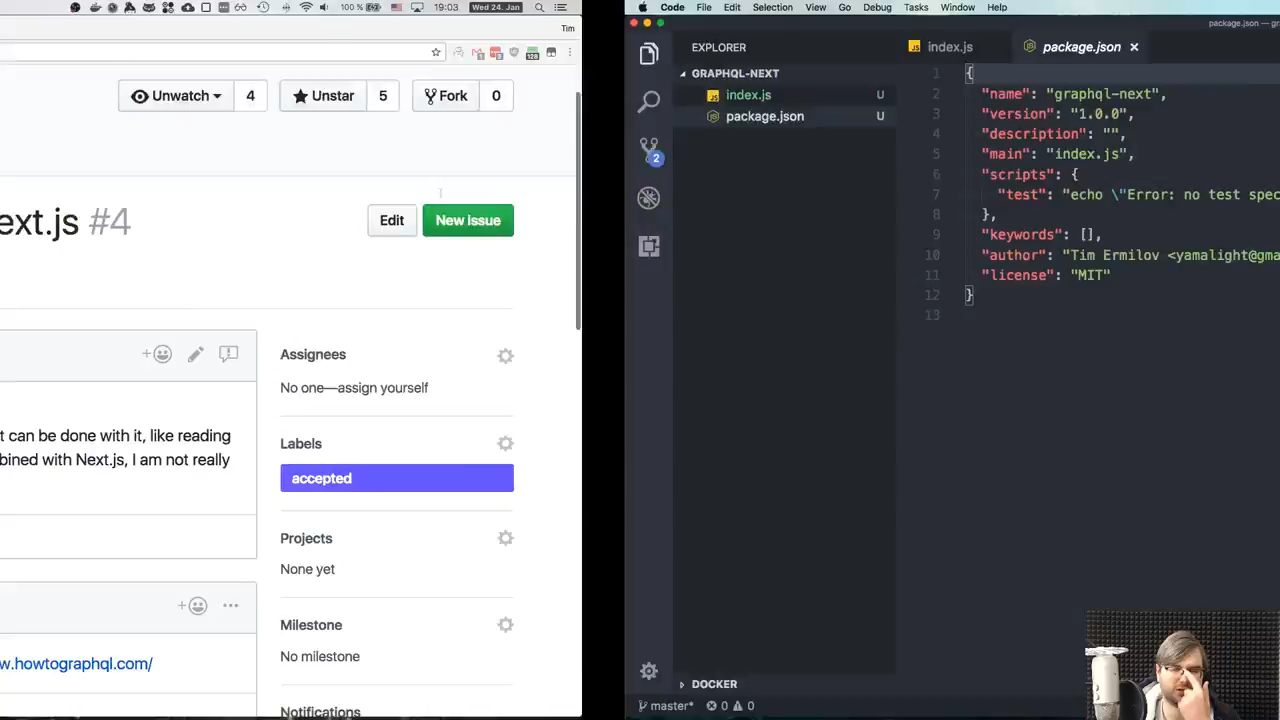 100 %
19:03
Wed 24. Jan
Tim
Unwatch
4
Unstar
5
Fork
0
ext.js #4
Edit
New issue
Assignees
No one—assign yourself
t can be done with it, like reading
bined with Next.js, I am not really
Labels
accepted
Projects
None yet
Milestone
No milestone
w.howtographql.com/
Notifications
Code File Edit Selection View Go Debug Tasks Window Help
package.json — gra
EXPLORER
GRAPHQL-NEXT
index.js U
package.json U
2
DOCKER
master* 0 0
index.js
package.json
1 {
2 "name": "graphql-next",
3 "version": "1.0.0",
4 "description": "",
5 "main": "index.js",
6 "scripts": {
7 "test": "echo \"Error: no test spec
8 },
9 "keywords": [],
10 "author": "Tim Ermilov <yamalight@gma
11 "license": "MIT"
12 }
13